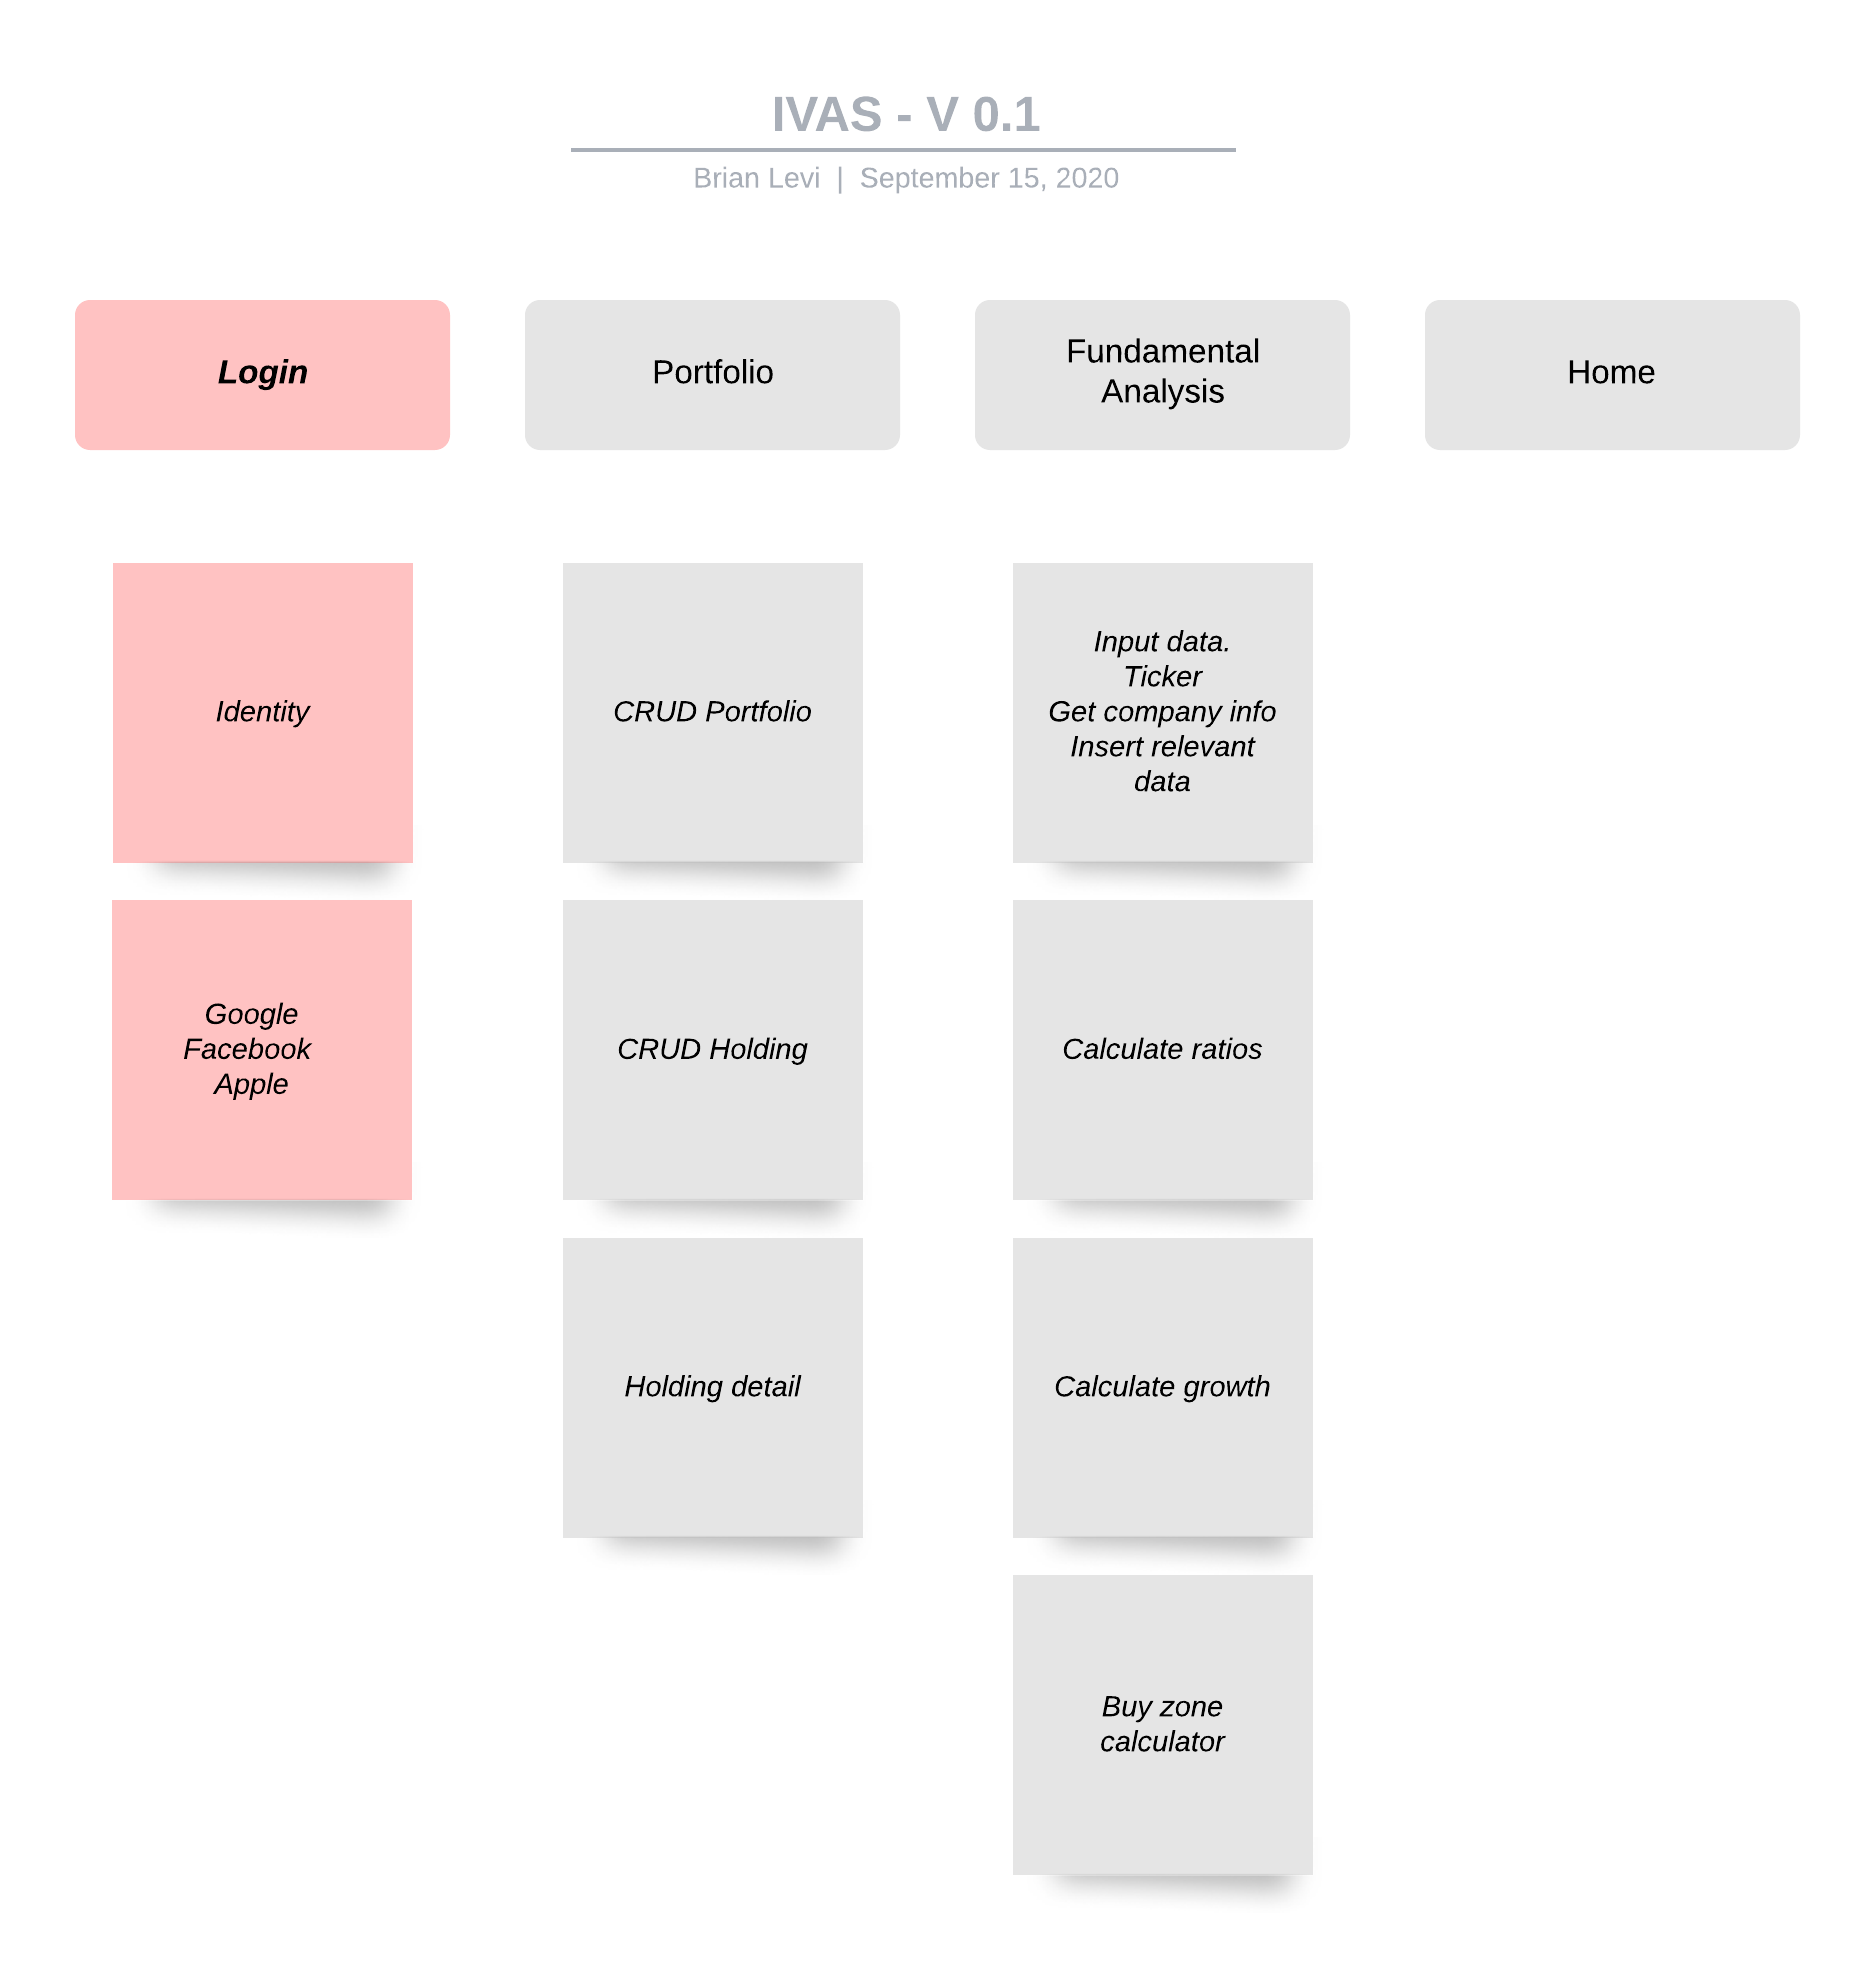 IVAS - V 0.1
Brian Levi | September 15, 2020
Login
Portfolio
Fundamental
Analysis
Home
Identity
Google
Facebook
Apple
CRUD Portfolio
CRUD Holding
Holding detail
Input data.
Ticker
Get company info
Insert relevant
data
Calculate ratios
Calculate growth
Buy zone
calculator